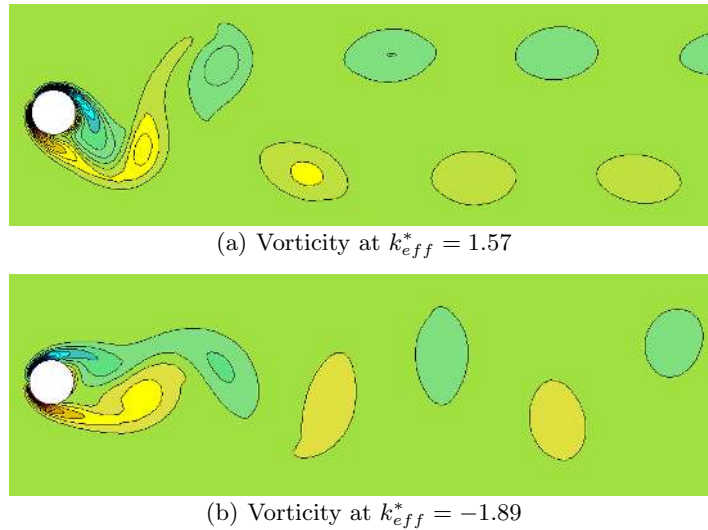 (a) Vorticity at $k^*_{eff} = 1.57$
(b) Vorticity at $k^*_{eff} = -1.89$